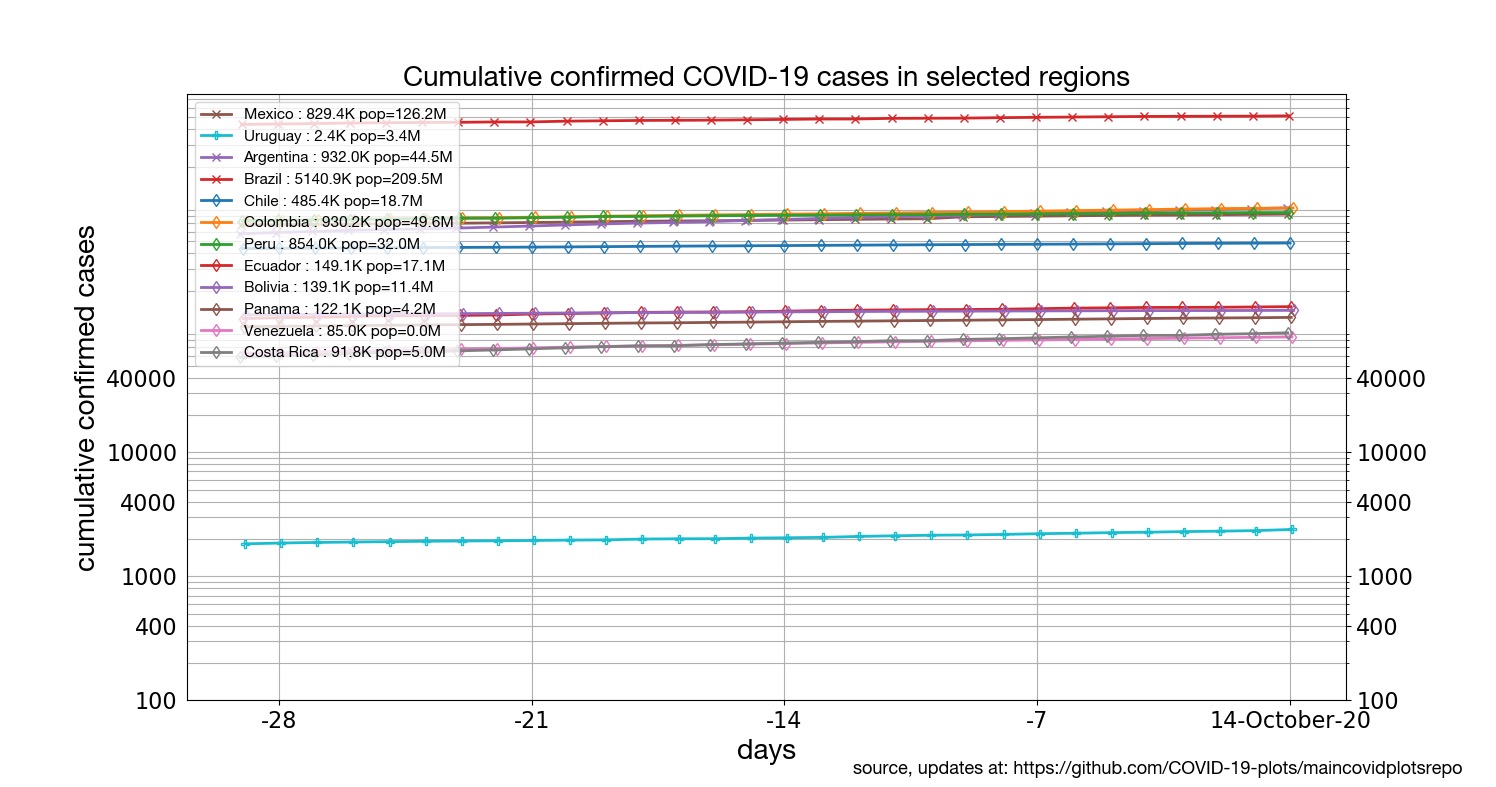 Cumulative confirmed COVID-19 cases in selected regions
Mexico : 829.4K pop=126.2M
Uruguay : 2.4K pop=3.4M
Argentina : 932.0K pop=44.5M
Brazil : 5140.9K pop=209.5M
Chile : 485.4K pop=18.7M
Colombia : 930.2K pop=49.6M
Peru : 854.0K pop=32.0M
Ecuador : 149.1K pop=17.1M
Bolivia : 139.1K pop=11.4M
Panama : 122.1K pop=4.2M
Venezuela : 85.0K pop=0.0M
Costa Rica : 91.8K pop=5.0M
cumulative confirmed cases
40000 40000
10000 10000
4000 4000
1000 1000
400 400
100 100
-28 -21 -14 -7 14-October-20
days
source, updates at: https://github.com/COVID-19-plots/maincovidplotsrepo